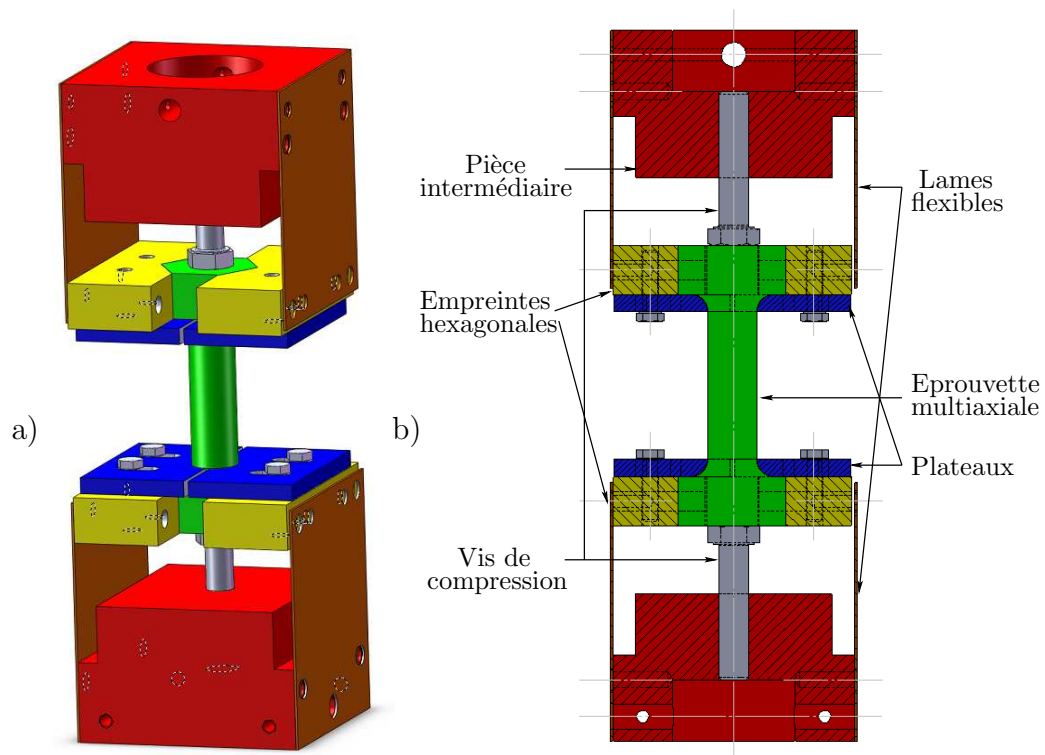 Pièce
intermédiaire
Lames
flexibles
Empreintes
hexagonales
Eprouvette
multiaxiale
a)
b)
Plateaux
Vis de
compression